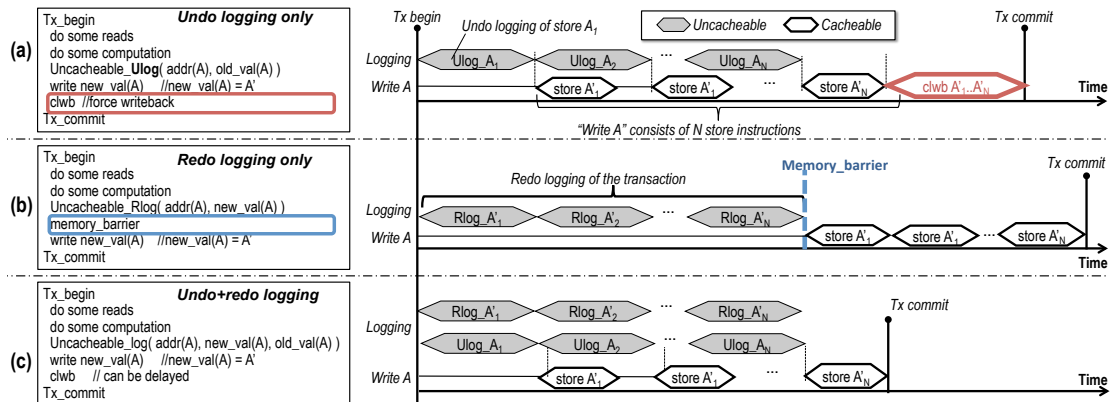 Undo logging only
(a)
Tx_begin
do some reads
do some computation
Uncacheable_Ulog( addr(A), old_val(A) )
write new_val(A) //new_val(A) = A'
clwb //force writeback
Tx_commit
Tx begin
Undo logging of store A1
Uncacheable
Cacheable
Tx commit
Logging
Ulog_A1
Ulog_A2
...
Ulog_AN
Write A
store A'1
store A'1
...
store A'N
clwb A'1..A'N
Time
"Write A" consists of N store instructions
Redo logging only
(b)
Tx_begin
do some reads
do some computation
Uncacheable_Rlog( addr(A), new_val(A) )
memory_barrier
write new_val(A) //new_val(A) = A'
Tx_commit
Memory_barrier
Tx commit
Redo logging of the transaction
Logging
Rlog_A'1
Rlog_A'2
...
Rlog_A'N
Write A
store A'1
store A'1
...
store A'N
Time
Undo+redo logging
(c)
Tx_begin
do some reads
do some computation
Uncacheable_log( addr(A), new_val(A), old_val(A) )
write new_val(A) //new_val(A) = A'
clwb // can be delayed
Tx_commit
Tx commit
Rlog_A'1
Rlog_A'2
...
Rlog_A'N
Logging
Ulog_A1
Ulog_A2
...
Ulog_AN
Write A
store A'1
store A'1
...
store A'N
Time